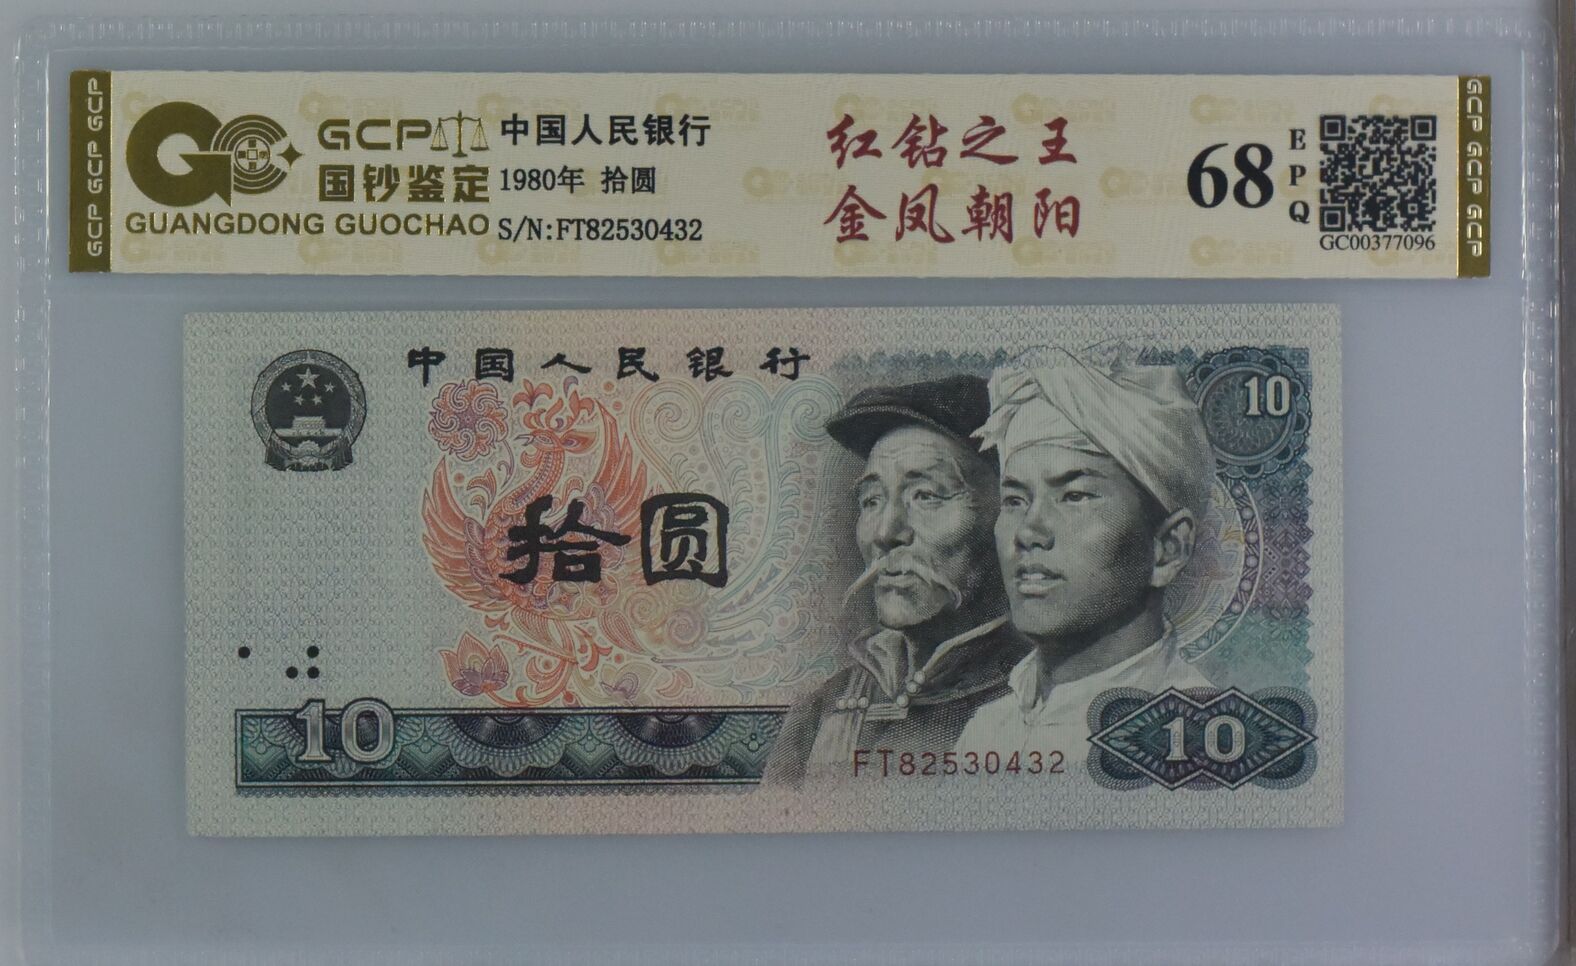 GCP GCP GCP
GCP
国钞鉴定
GUANGDONG GUOCHAO
中国人民银行
1980年 拾圆
S/N:FT82530432
红钻之王
金凤朝阳
68
EPQ
GC00377096
GCP GCP GCP
中国人民银行
10
拾圆
10
FT82530432
10